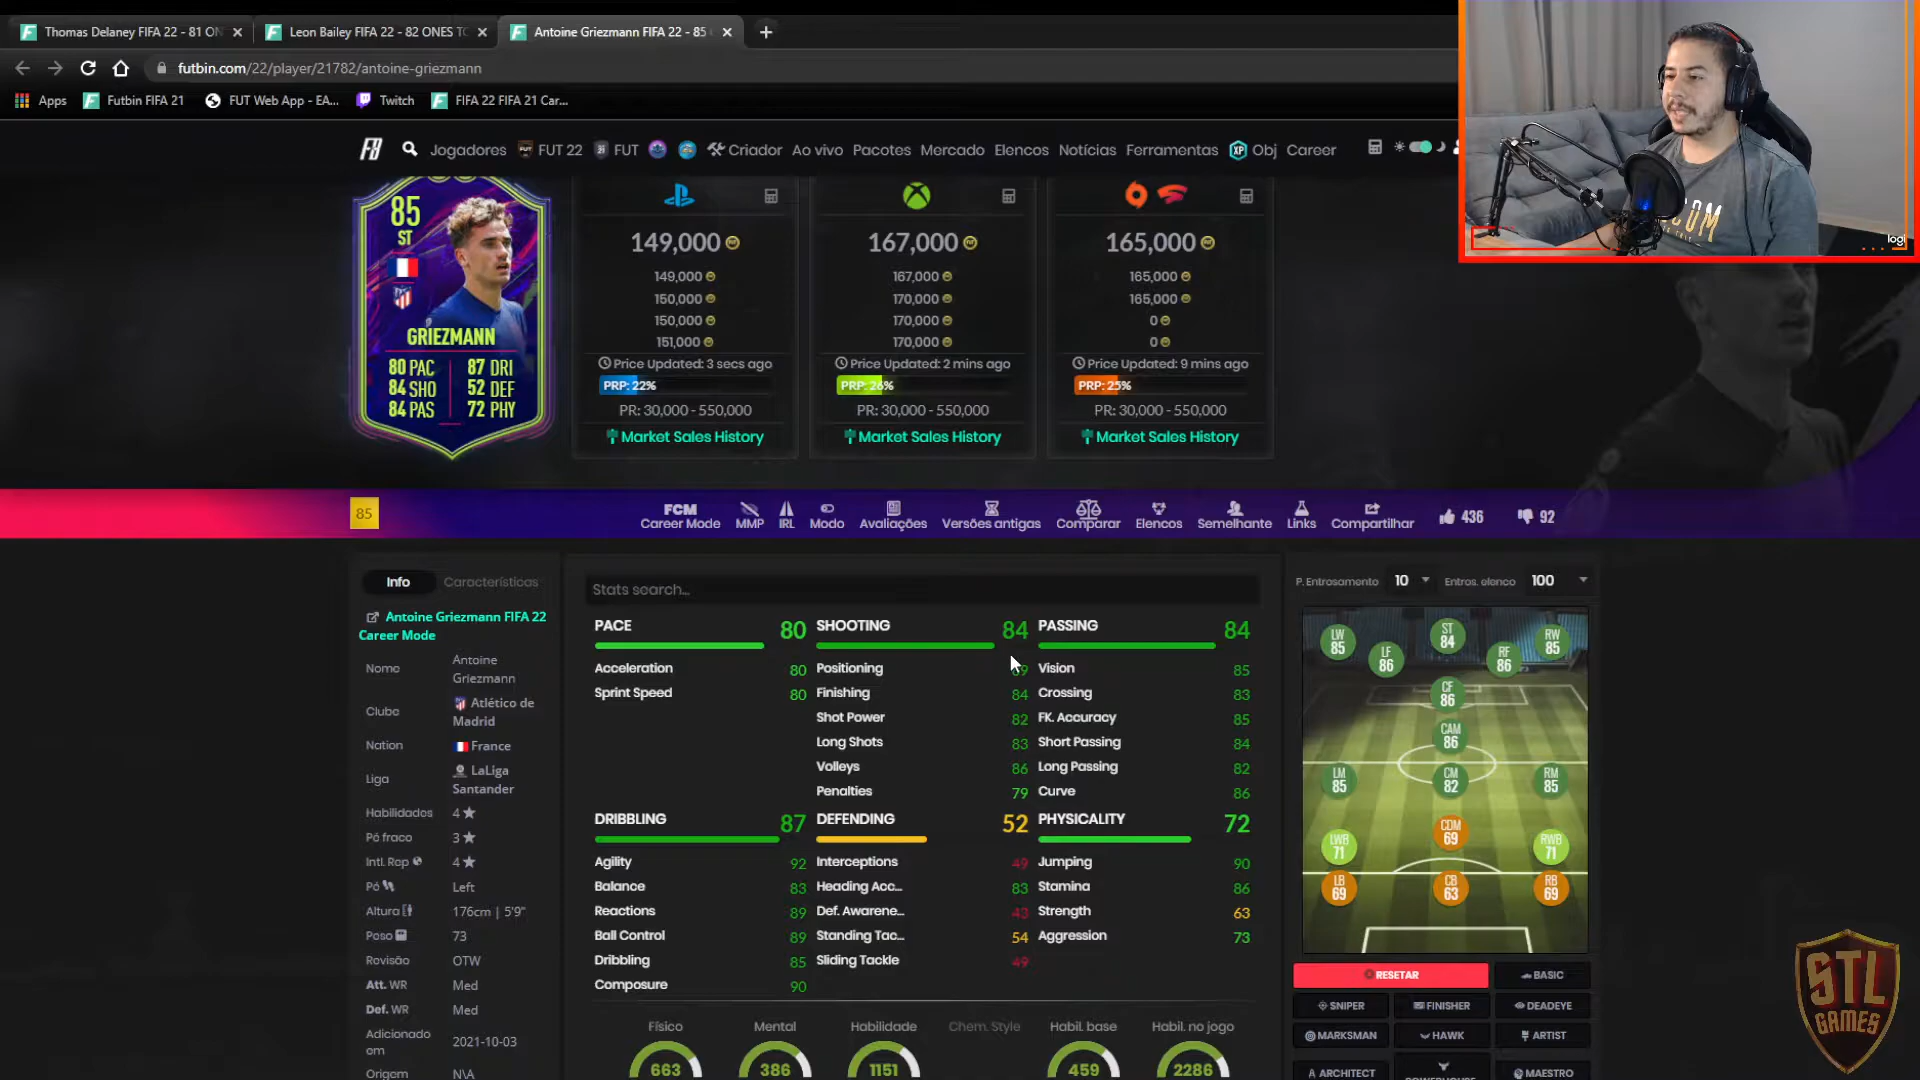 Thomas Delaney FIFA 22 - 81 ON
Leon Bailey FIFA 22 - 82 ONES TO
Antoine Griezmann FIFA 22 - 85
futbin.com/22/player/21782/antoine-griezmann
Apps
Futbin FIFA 21
FUT Web App - EA...
Twitch
FIFA 22 FIFA 21 Car...
Jogadores FUT 22 FUT Criador Ao vivo Pacotes Mercado Elencos Notícias Ferramentas Obj Career
85
ST
GRIEZMANN
80 PAC 87 DRI
84 SHO 52 DEF
84 PAS 72 PHY
149,000
149,000
150,000
150,000
151,000
Price Updated: 3 secs ago
PRP: 22%
PR: 30,000 - 550,000
Market Sales History
167,000
167,000
170,000
170,000
170,000
Price Updated: 2 mins ago
PRP: 26%
PR: 30,000 - 550,000
Market Sales History
165,000
165,000
165,000
0
0
Price Updated: 9 mins ago
PRP: 25%
PR: 30,000 - 550,000
Market Sales History
logi
85
FCM
Career Mode MMP IRL Modo Avaliações Versões antigas Comparar Elencos Semelhante Links Compartilhar 436 92
Info Características
Antoine Griezmann FIFA 22
Career Mode
Nome Antoine
Griezmann
Clube Atlético de
Madrid
Nation France
Liga LaLiga
Santander
Habilidades 4
Pé fraco 3
Intl. Rep 4
Pé Left
Altura 176cm | 5'9"
Peso 73
Revisão OTW
Att. WR Med
Def. WR Med
Adicionado
em 2021-10-03
Origem N/A
Stats search...
PACE 80
Acceleration 80
Sprint Speed 80
SHOOTING 84
Positioning
Finishing 84
Shot Power 82
Long Shots 83
Volleys 86
Penalties 79
PASSING 84
Vision 85
Crossing 83
FK. Accuracy 85
Short Passing 84
Long Passing 82
Curve 86
DRIBBLING 87
Agility 92
Balance 83
Reactions 89
Ball Control 89
Dribbling 85
Composure 90
DEFENDING 52
Interceptions 49
Heading Acc... 83
Def. Awarene... 43
Standing Tac... 54
Sliding Tackle 49
PHYSICALITY 72
Jumping 90
Stamina 86
Strength 63
Aggression 73
Físico Mental Habilidade Chem. Style Habil. base Habil. no jogo
663 386 1151 459 2286
P. Entrosamento 10 Entros. elenco 100
LW 85
ST 84
RW 85
LF 86
RF 86
CF 86
CAM 86
LM 85
CM 82
RM 85
CDM 69
LWB 71
RWB 71
LB 69
CB 63
RB 69
RESETAR BASIC
SNIPER FINISHER DEADEYE
MARKSMAN HAWK ARTIST
ARCHITECT MAESTRO
STL
GAMES